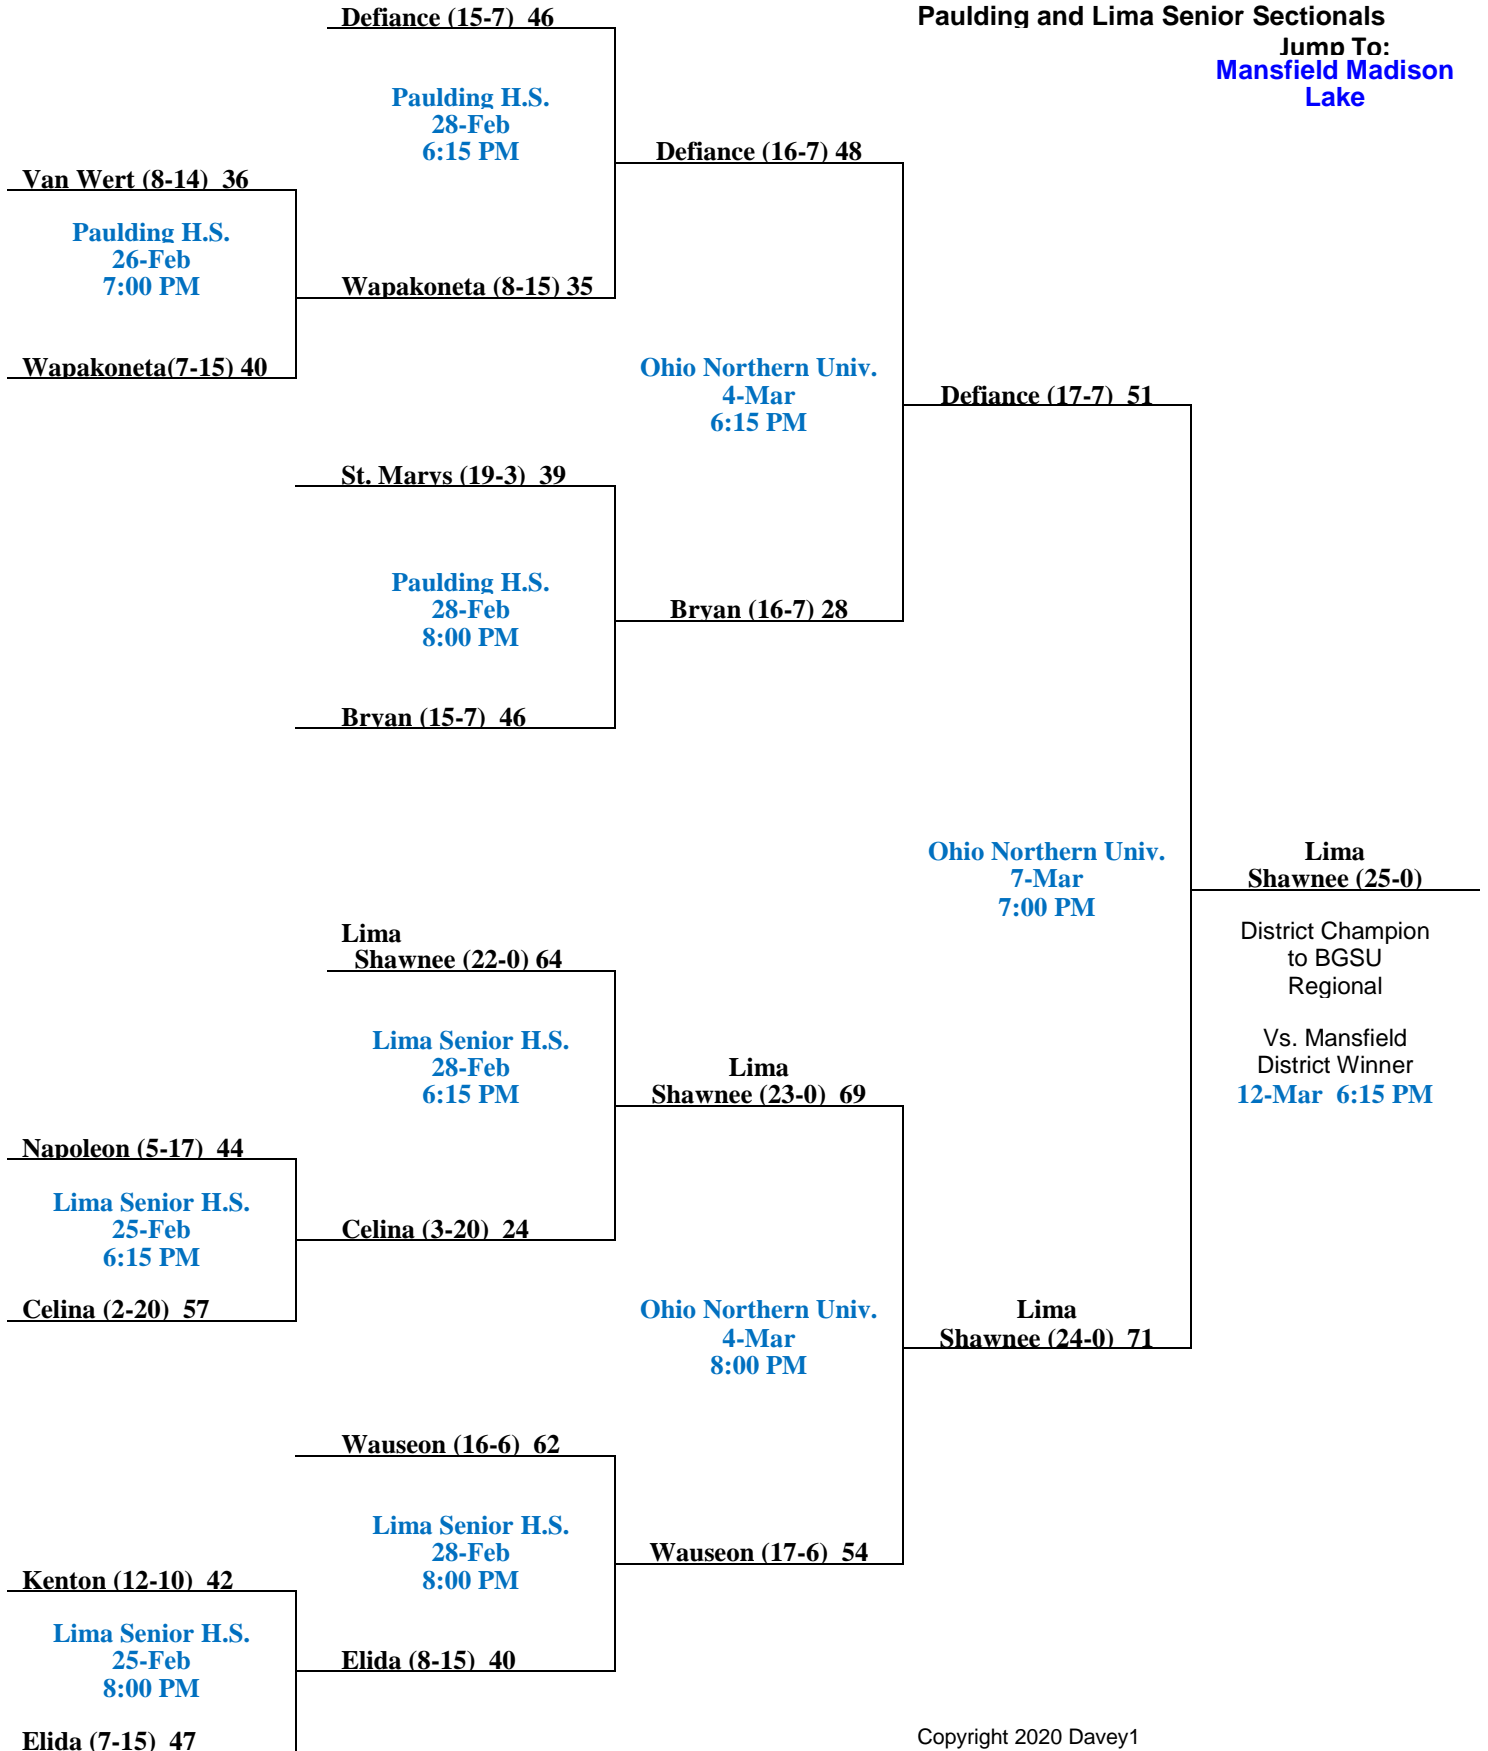 Defiance (15-7)  46
Paulding and Lima Senior Sectionals
Jump To:
Mansfield Madison
Lake
Paulding H.S.
28-Feb
6:15 PM
Defiance (16-7) 48
Van Wert (8-14)  36
Paulding H.S.
26-Feb
7:00 PM
Wapakoneta (8-15) 35
Wapakoneta(7-15) 40
Ohio Northern Univ.
4-Mar
6:15 PM
Defiance (17-7)  51
St. Marys (19-3)  39
Paulding H.S.
28-Feb
8:00 PM
Bryan (16-7) 28
Bryan (15-7)  46
Ohio Northern Univ.
7-Mar
7:00 PM
Lima
Shawnee (25-0)
District Champion
to BGSU
Regional
Vs. Mansfield
District Winner
12-Mar  6:15 PM
Lima
Shawnee (22-0) 64
Lima Senior H.S.
28-Feb
6:15 PM
Lima
Shawnee (23-0)  69
Napoleon (5-17)  44
Lima Senior H.S.
25-Feb
6:15 PM
Celina (3-20)  24
Celina (2-20)  57
Ohio Northern Univ.
4-Mar
8:00 PM
Lima
Shawnee (24-0)  71
Wauseon (16-6)  62
Lima Senior H.S.
28-Feb
8:00 PM
Wauseon (17-6)  54
Kenton (12-10)  42
Lima Senior H.S.
25-Feb
8:00 PM
Elida (8-15)  40
Elida (7-15)  47
Copyright 2020 Davey1